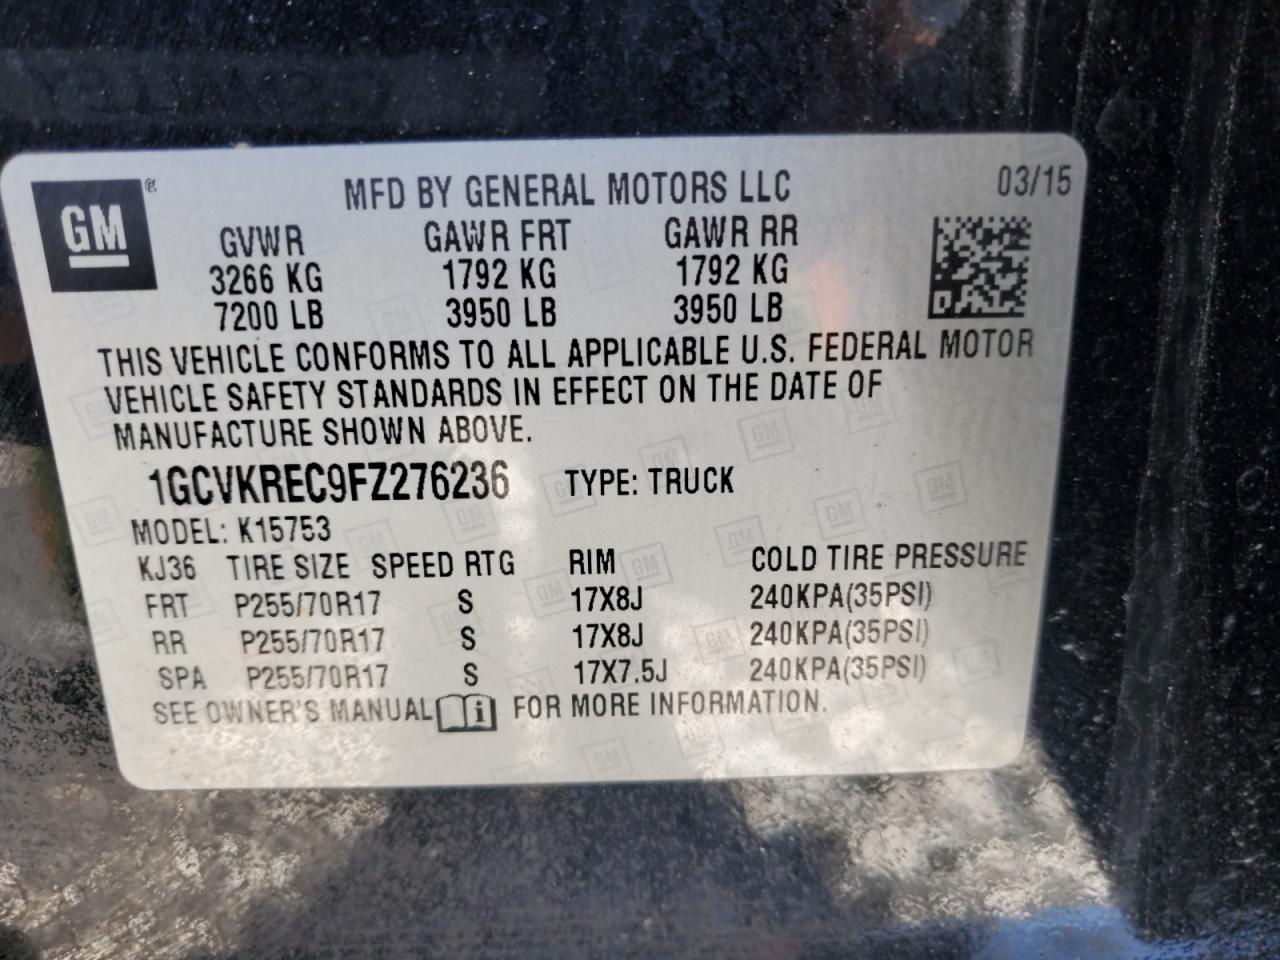 GM ®
MFD BY GENERAL MOTORS LLC 03/15
GVWR GAWR FRT GAWR RR
3266 KG 1792 KG 1792 KG
7200 LB 3950 LB 3950 LB
THIS VEHICLE CONFORMS TO ALL APPLICABLE U.S. FEDERAL MOTOR
VEHICLE SAFETY STANDARDS IN EFFECT ON THE DATE OF
MANUFACTURE SHOWN ABOVE.
1GCVKREC9FZ276236 TYPE: TRUCK
MODEL: K15753
KJ36 TIRE SIZE SPEED RTG RIM COLD TIRE PRESSURE
FRT P255/70R17 S 17X8J 240KPA(35PSI)
RR P255/70R17 S 17X8J 240KPA(35PSI)
SPA P255/70R17 S 17X7.5J 240KPA(35PSI)
SEE OWNER'S MANUAL i FOR MORE INFORMATION.